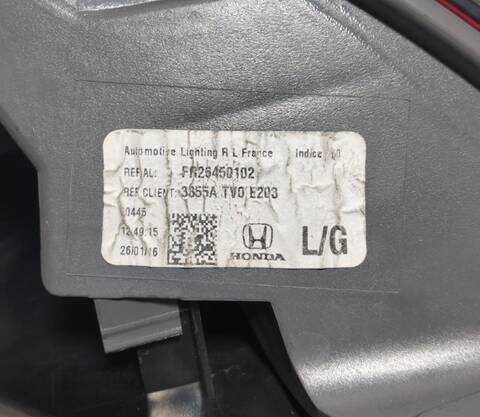 Automotive Lighting R L France Indice 00
REF AL: FR26450102
REF CLIENT: 3355A TV0 E203
0445
12:49:15
26/01/16
HONDA
L/G